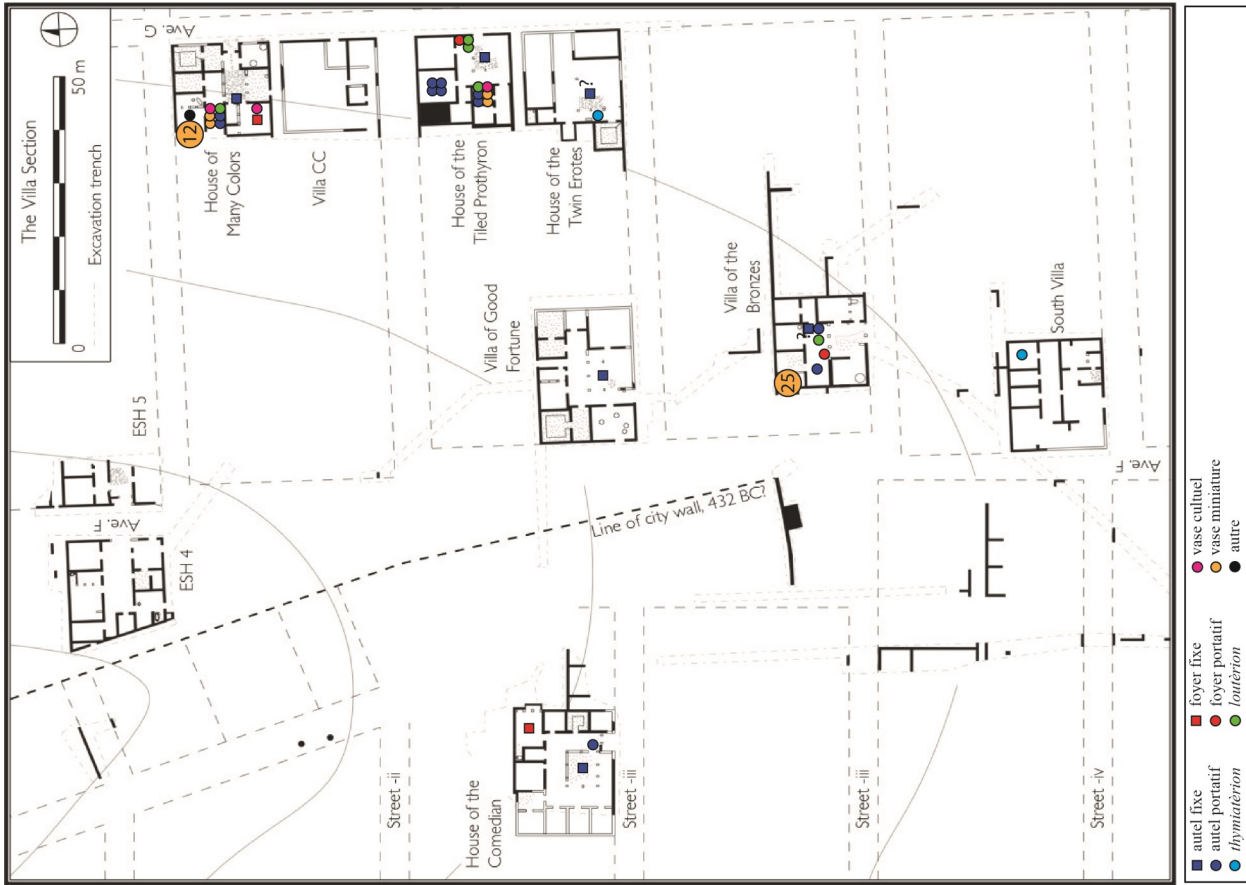 The Villa Section
0
50 m
Excavation trench
Ave. G
12
House of
Many Colors
Villa CC
House of the
Tiled Prothyron
House of the
Twin Erotes
?
ESH 5
Villa of Good
Fortune
Villa of the
Bronzes
?
25
South Villa
Ave. F
ESH 4
Ave. F
Line of city wall, 432 BC?
House of the
Comedian
Street -ii
Street -iii
Street -iii
Street -iv
autel fixe
autel portatif
thymiatèrion
foyer fixe
foyer portatif
loutèrion
vase cultuel
vase miniature
autre